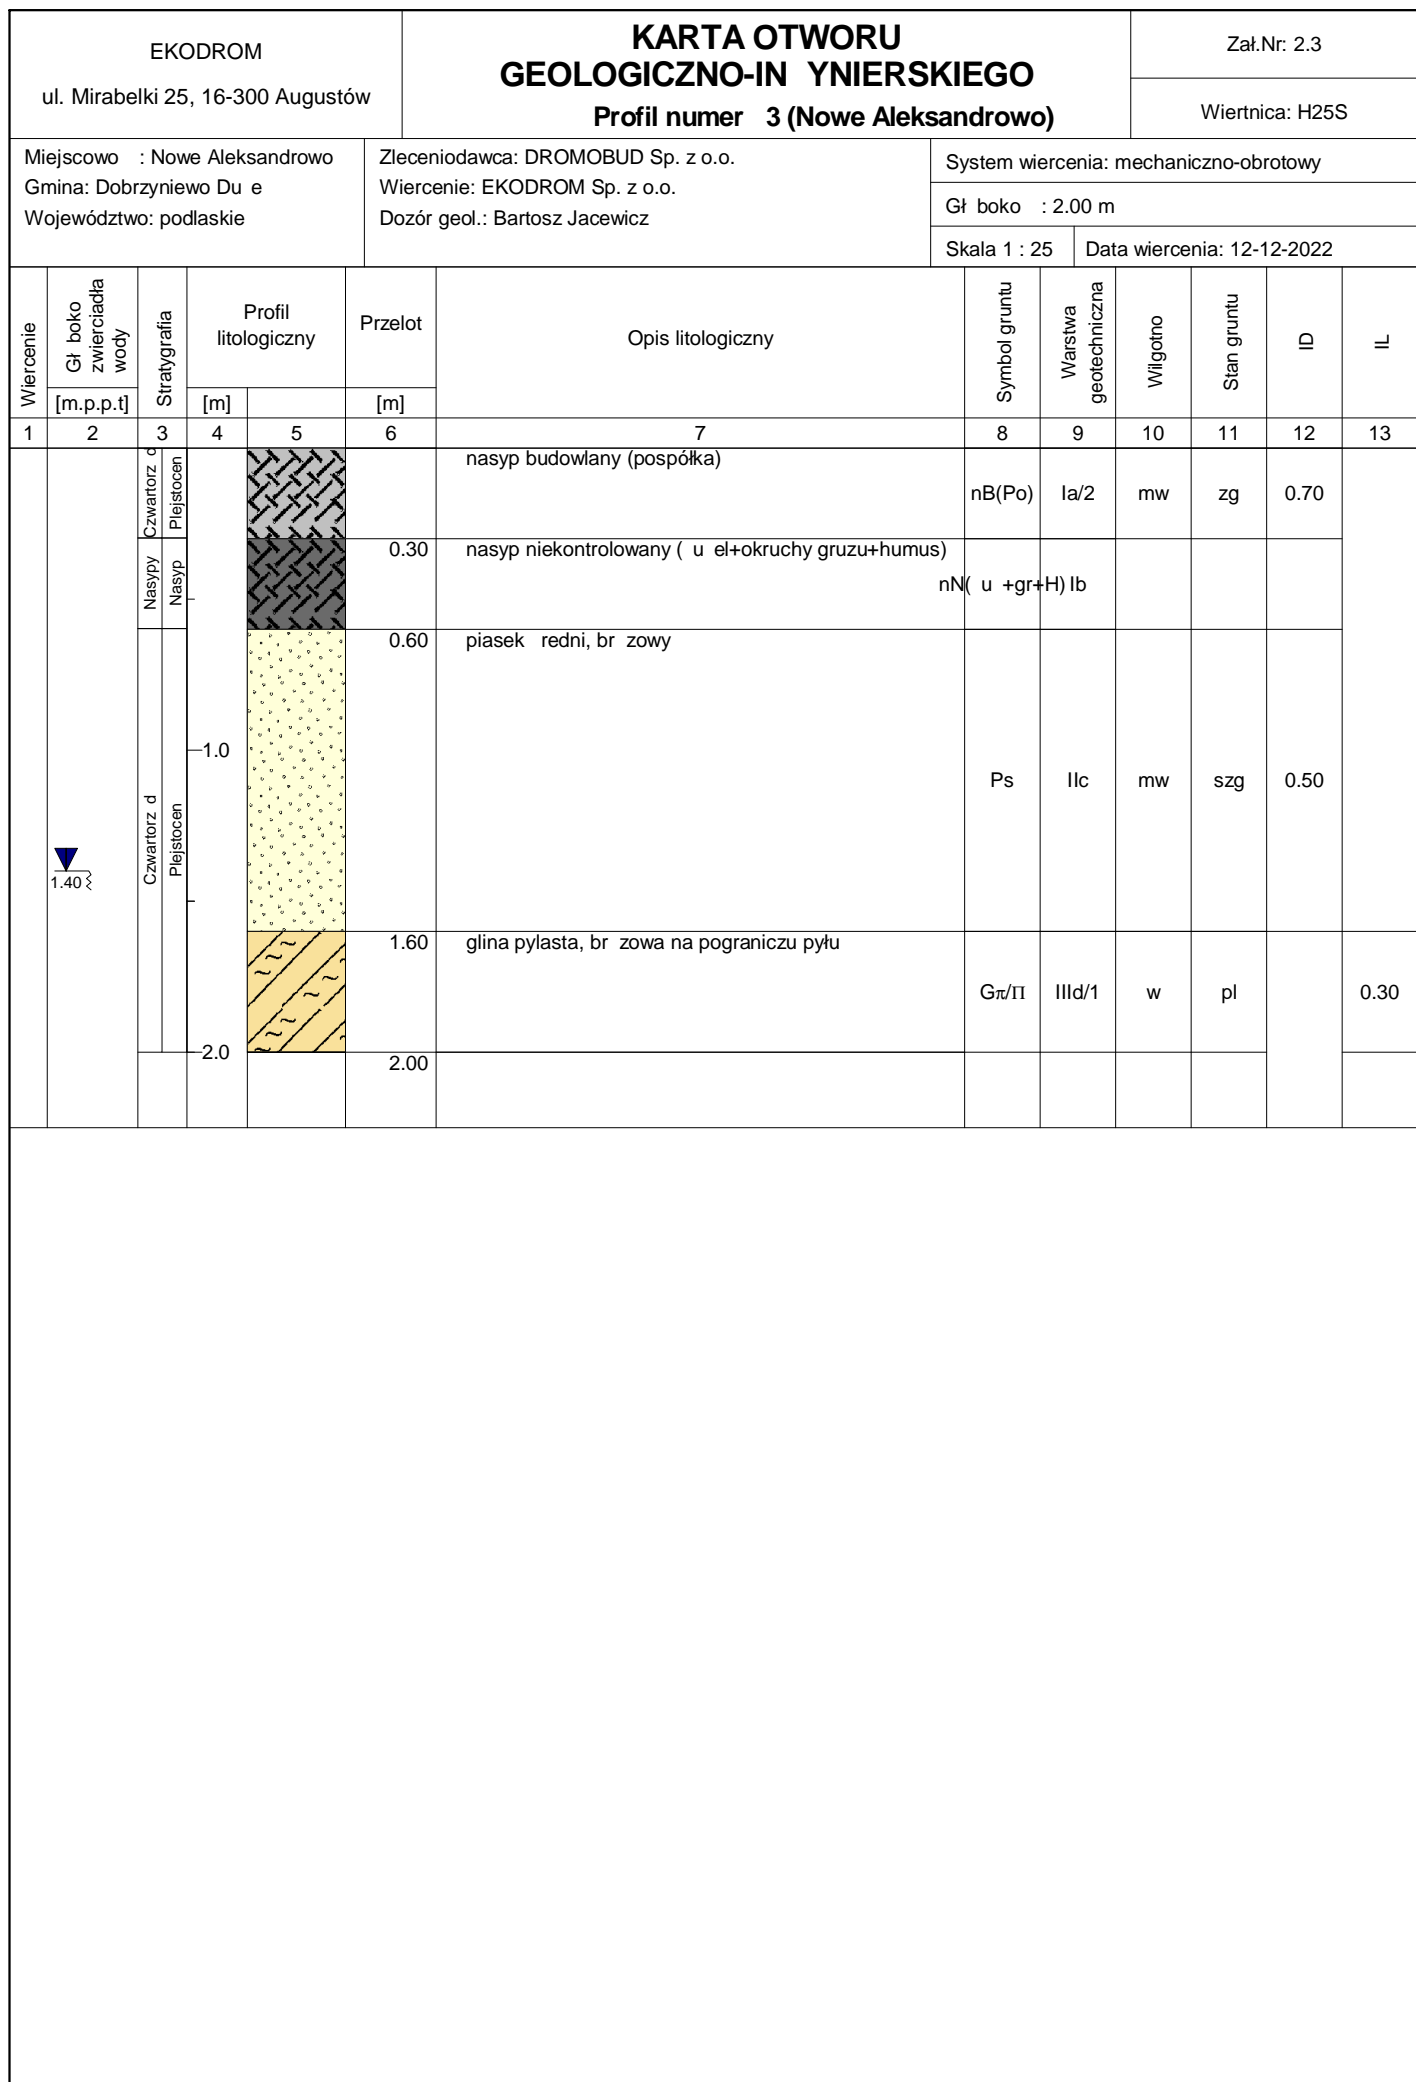 EKODROM
ul. Mirabelki 25, 16-300 Augustów
KARTA OTWORU
GEOLOGICZNO-IN YNIERSKIEGO
Profil numer 3 (Nowe Aleksandrowo)
Zał.Nr: 2.3
Wiertnica: H25S
Miejscowo : Nowe Aleksandrowo
Gmina: Dobrzyniewo Du e
Województwo: podlaskie
Zleceniodawca: DROMOBUD Sp. z o.o.
Wiercenie: EKODROM Sp. z o.o.
Dozór geol.: Bartosz Jacewicz
System wiercenia: mechaniczno-obrotowy
Gł boko : 2.00 m
Skala 1 : 25
Data wiercenia: 12-12-2022
Wiercenie
Gł boko
zwierciadła
wody
[m.p.p.t]
Stratygrafia
Profil
litologiczny
[m]
Przelot
[m]
Opis litologiczny
Symbol gruntu
Warstwa
geotechniczna
Wilgotno
Stan gruntu
ID
IL
1 2 3 4 5 6 7 8 9 10 11 12 13
Czwartorz d
Plejstocen
nasyp budowlany (pospółka)
nB(Po) Ia/2 mw zg 0.70
Nasypy
Nasyp
0.30 nasyp niekontrolowany ( u el+okruchy gruzu+humus)
nN( u +gr+H) Ib
0.60 piasek redni, br zowy
1.0
Ps IIc mw szg 0.50
Czwartorz d
Plejstocen
1.40
1.60 glina pylasta, br zowa na pograniczu pyłu
Gπ/Π IIId/1 w pl 0.30
2.0
2.00